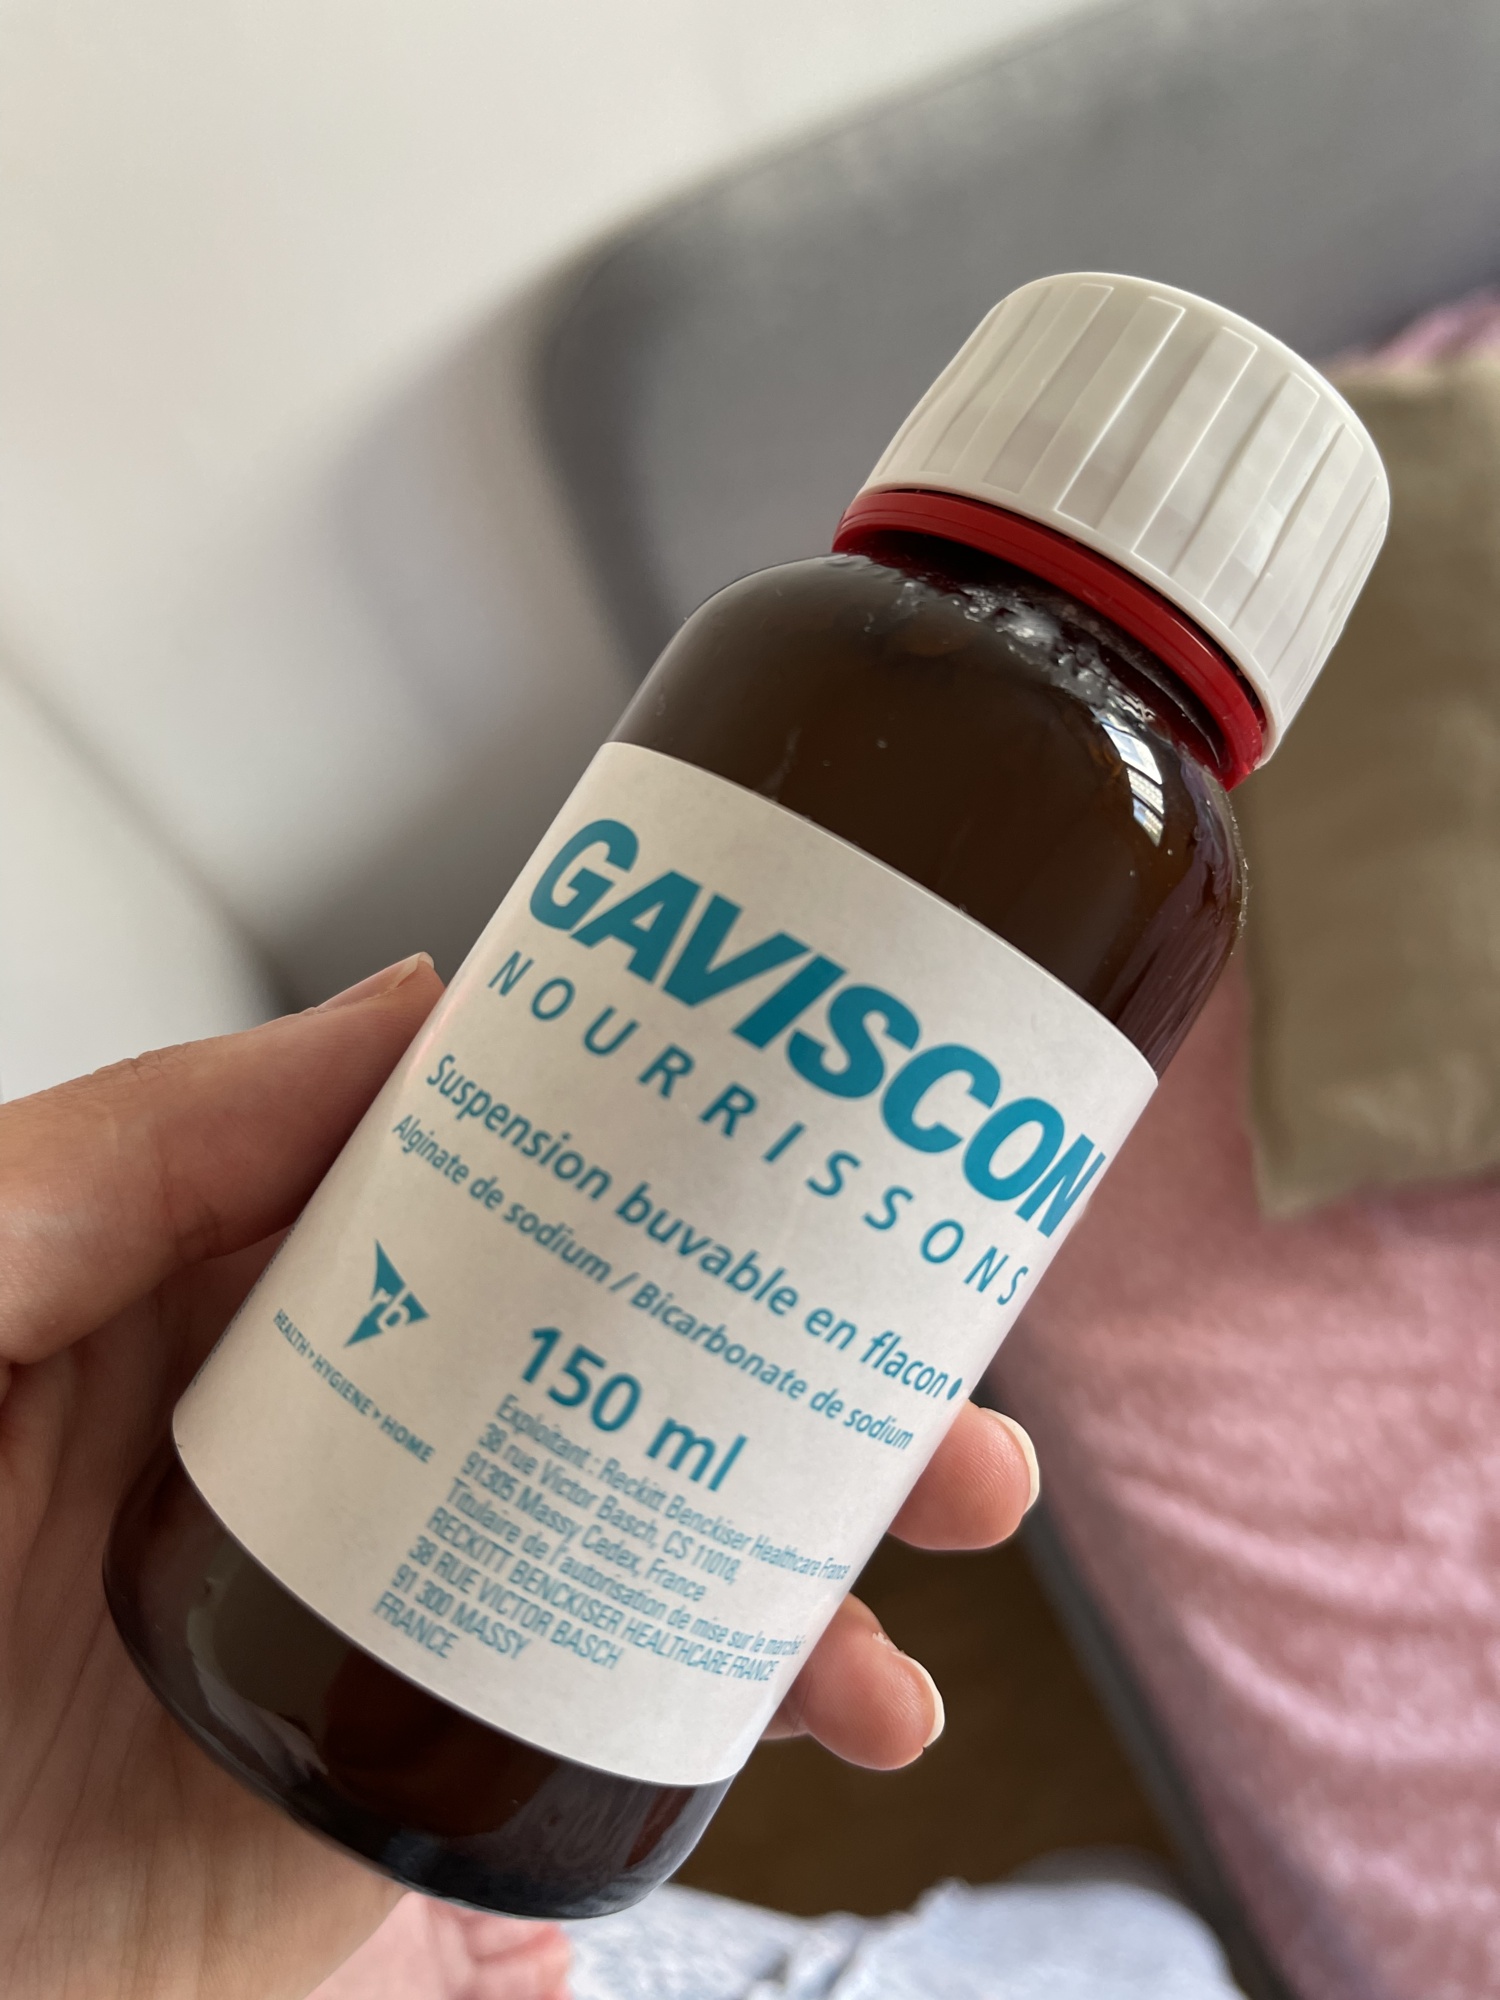 GAVISCON
NOURRISSONS
Suspension buvable en flacon
Alginate de sodium / Bicarbonate de sodium
150 ml
rb
HEALTH • HYGIENE • HOME
Exploitant : Reckitt Benckiser Healthcare France
38 rue Victor Basch, CS 11018,
91305 Massy Cedex, France
Titulaire de l'autorisation de mise sur le marché :
RECKITT BENCKISER HEALTHCARE FRANCE
38 RUE VICTOR BASCH
91 300 MASSY
FRANCE